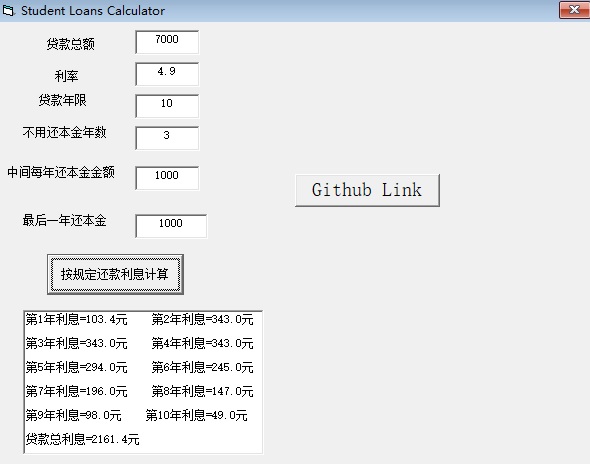 Student Loans Calculator
贷款总额 7000
利率 4.9
贷款年限 10
不用还本金年数 3
中间每年还本金金额 1000
Github Link
最后一年还本金 1000
按规定还款利息计算
第1年利息=103.4元 第2年利息=343.0元
第3年利息=343.0元 第4年利息=343.0元
第5年利息=294.0元 第6年利息=245.0元
第7年利息=196.0元 第8年利息=147.0元
第9年利息=98.0元 第10年利息=49.0元
贷款总利息=2161.4元